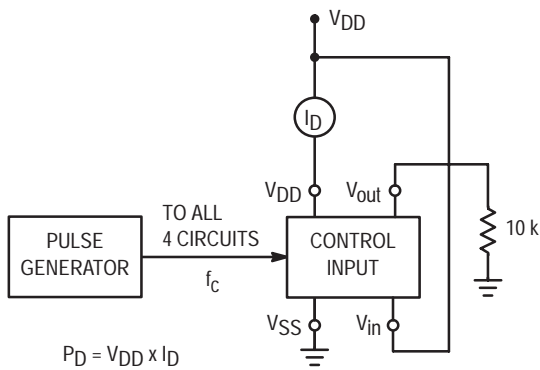 VDD
ID
VDD
Vout
10 k
TO ALL
4 CIRCUITS
fc
PULSE
GENERATOR
CONTROL
INPUT
VSS
Vin
PD = VDD x ID